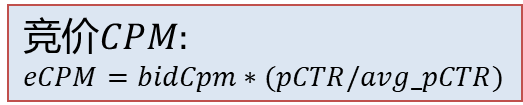 竞价CPM:
eCPM = bidCpm * (pCTR/avg_pCTR)